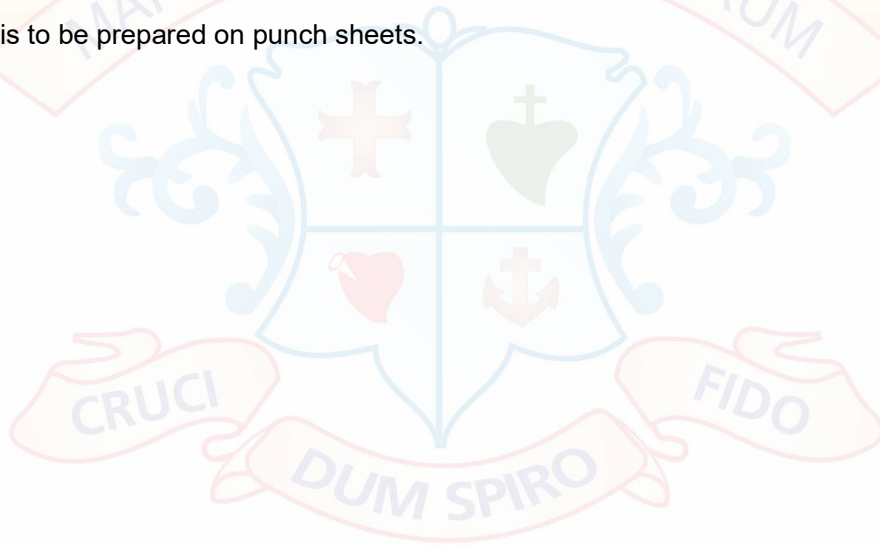 is to be prepared on punch sheets.
CRUCI
FIDO
DUM SPIRO